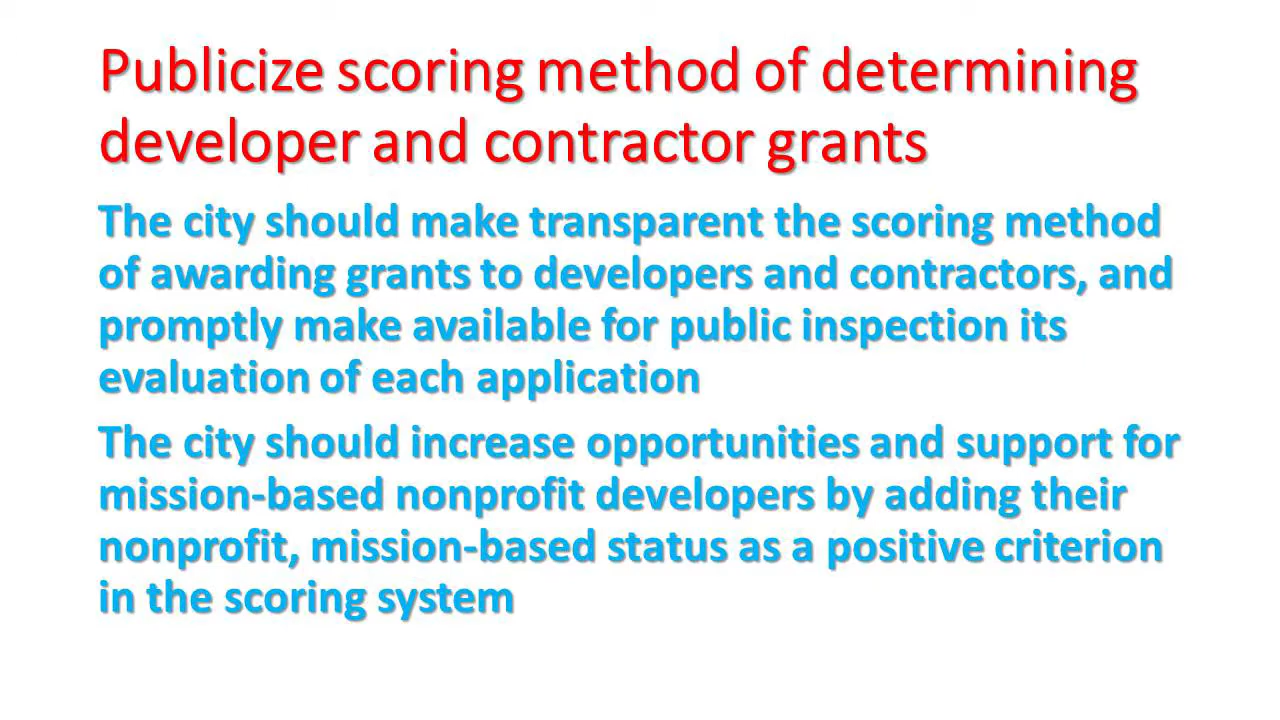 Publicize scoring method of determining
developer and contractor grants
The city should make transparent the scoring method
of awarding grants to developers and contractors, and
promptly make available for public inspection its
evaluation of each application
The city should increase opportunities and support for
mission-based nonprofit developers by adding their
nonprofit, mission-based status as a positive criterion
in the scoring system